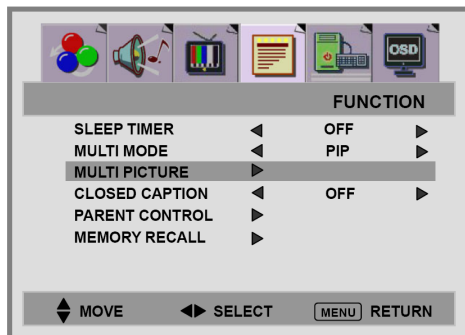 OSD
FUNCTION
SLEEP TIMER OFF
MULTI MODE PIP
MULTI PICTURE
CLOSED CAPTION OFF
PARENT CONTROL
MEMORY RECALL
MOVE SELECT MENU RETURN